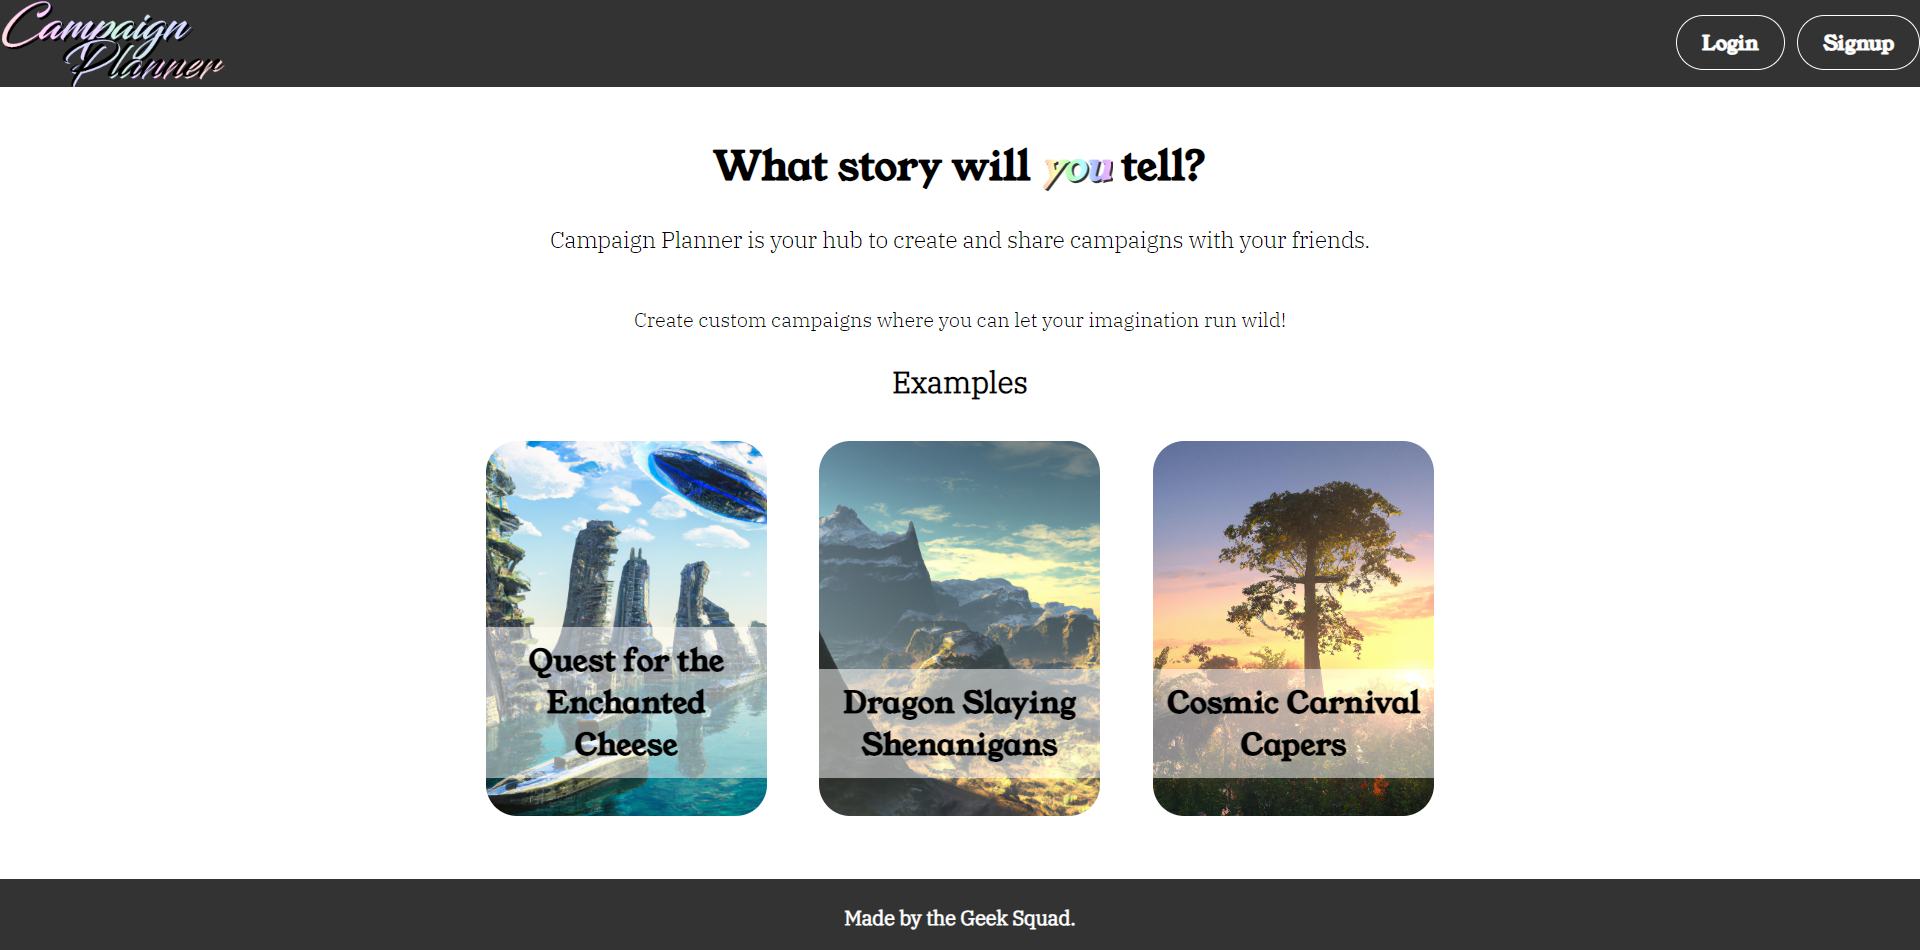 Campaign
Planner
Login
Signup
What story will you tell?
Campaign Planner is your hub to create and share campaigns with your friends.
Create custom campaigns where you can let your imagination run wild!
Examples
Quest for the
Enchanted
Cheese
Dragon Slaying
Shenanigans
Cosmic Carnival
Capers
Made by the Geek Squad.